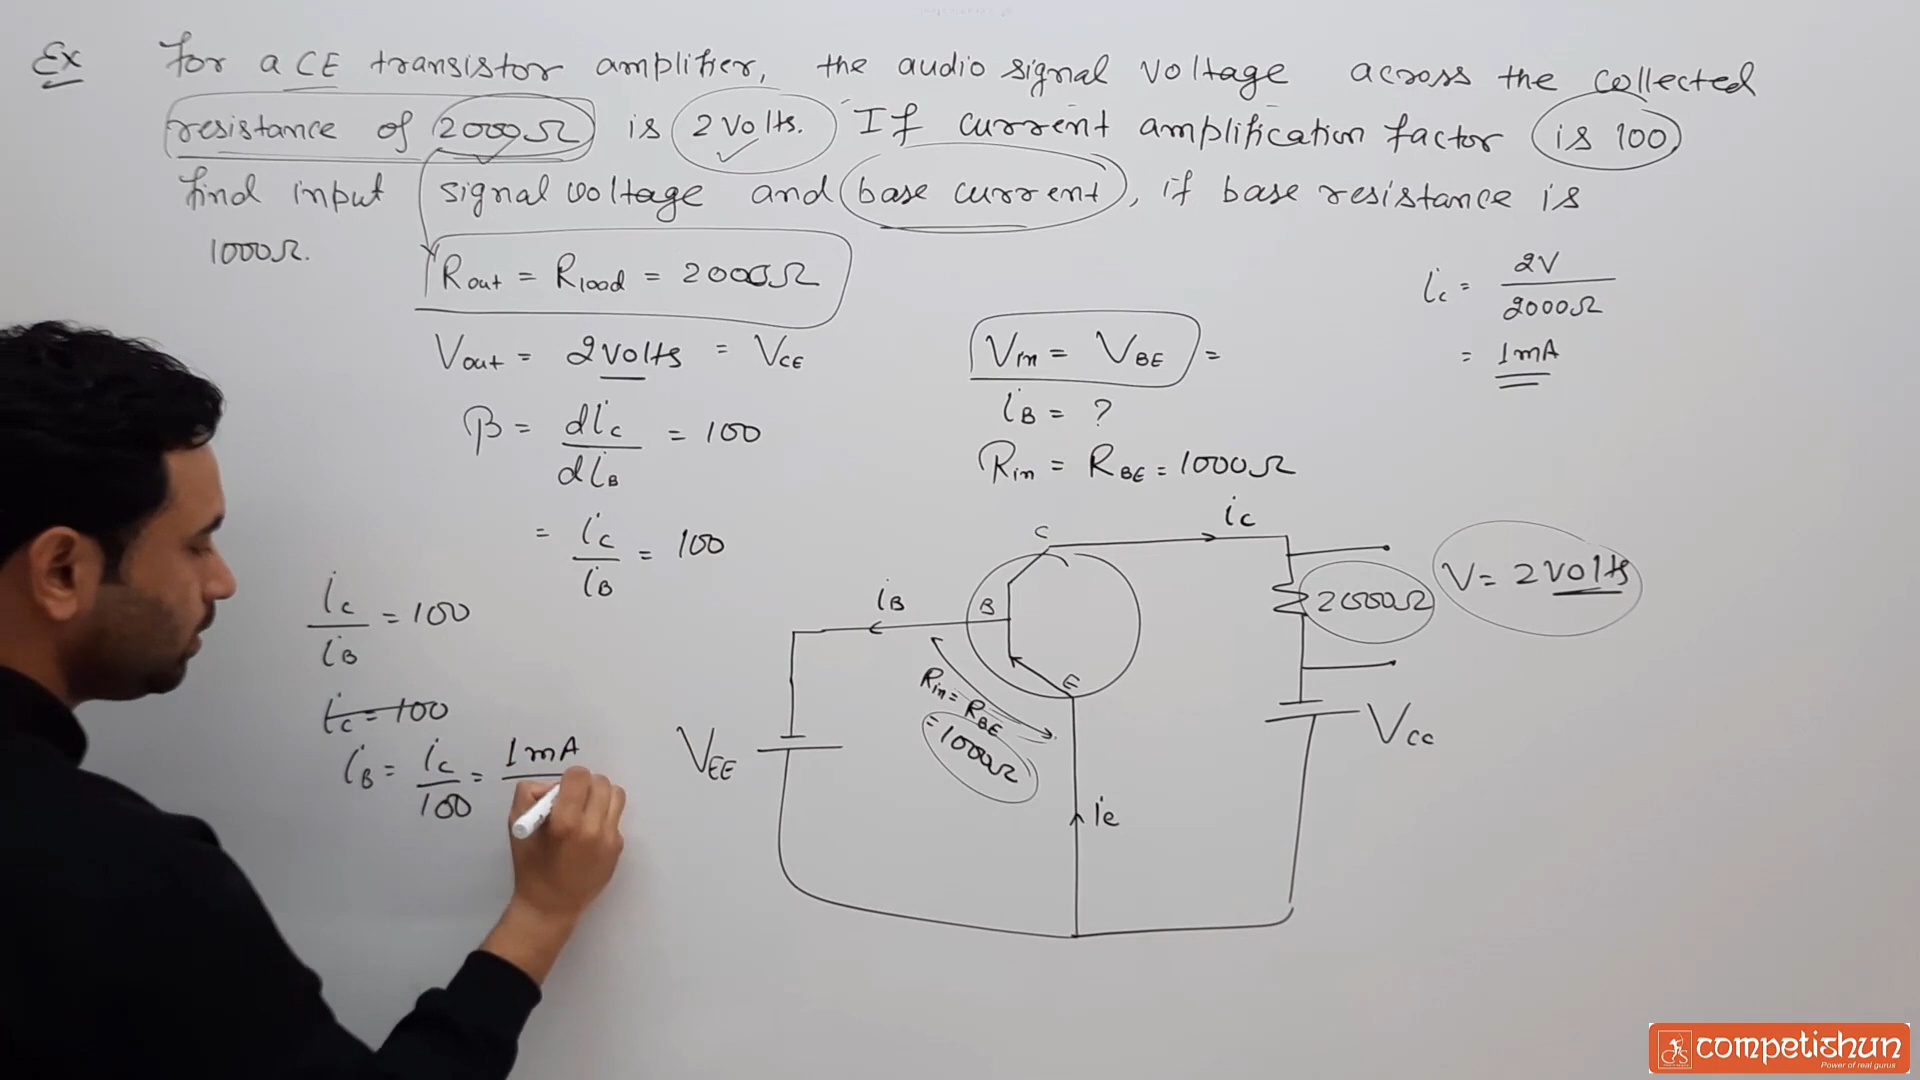 Ex For a CE transistor amplifier, the audio signal voltage across the collected
resistance of 2000Ω is 2 Volts. If current amplification factor is 100
find input signal voltage and base current, if base resistance is
1000Ω.
Rout = Rload = 2000Ω
Vout = 2volts = VCE
β = dic / diB = 100
= ic / iB = 100
ic / iB = 100
ic = 100
iB = ic / 100 = 1mA
Vin = VBE =
iB = ?
Rin = RBE = 1000Ω
ic = 2V / 2000Ω
= 1mA
ic
C
iB
B
E
Rin = RBE
= 1000Ω
2000Ω
V = 2volts
VEE
VCC
ie
competishun
Power of real gurus